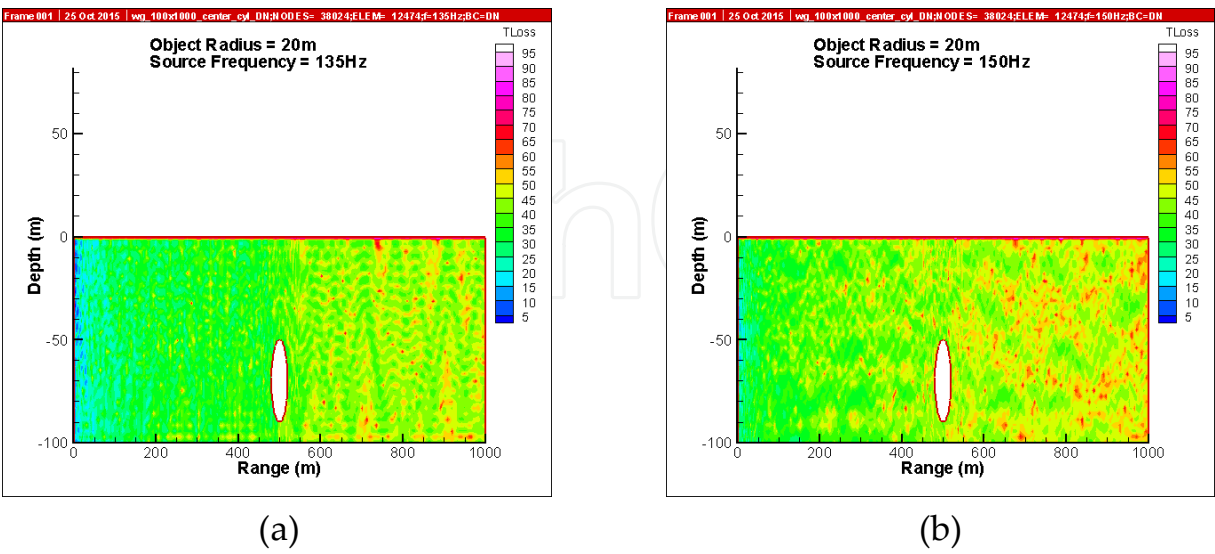 Frame 001 | 25 Oct 2015 | wg_100x1000_center_cyl_DN;NODES= 38024;ELEM= 12474;f=135Hz;BC=DN
Object Radius = 20m
Source Frequency = 135Hz
TLoss
95
90
85
80
75
70
65
60
55
50
45
40
35
30
25
20
15
10
5
50
0
-50
-100
Depth (m)
0 200 400 600 800 1000
Range (m)
(a)
Frame 001 | 25 Oct 2015 | wg_100x1000_center_cyl_DN;NODES= 38024;ELEM= 12474;f=150Hz;BC=DN
Object Radius = 20m
Source Frequency = 150Hz
TLoss
95
90
85
80
75
70
65
60
55
50
45
40
35
30
25
20
15
10
5
50
0
-50
-100
Depth (m)
0 200 400 600 800 1000
Range (m)
(b)